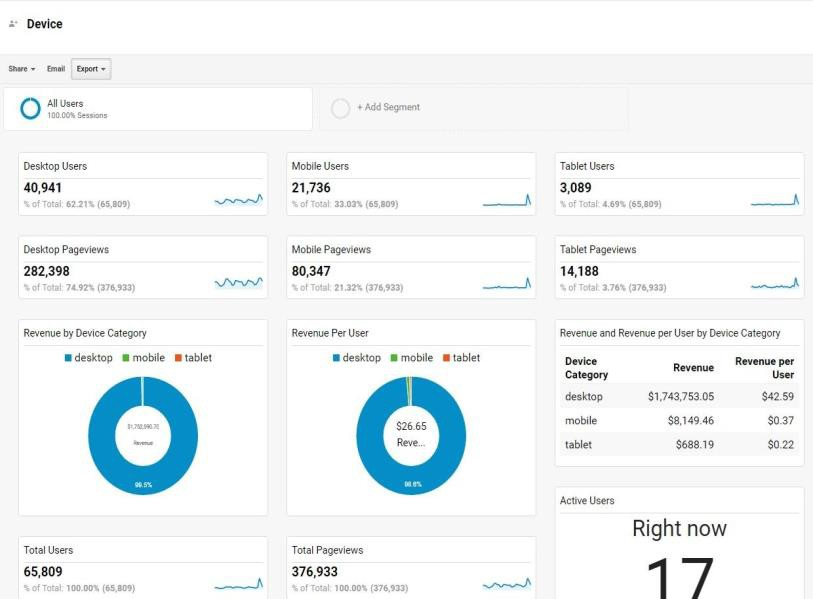 Device
Share
Email
Export
All Users
100.00% Sessions
+ Add Segment
Desktop Users
40,941
% of Total: 62.21% (65,809)
Mobile Users
21,736
% of Total: 33.03% (65,809)
Tablet Users
3,089
% of Total: 4.69% (65,809)
Desktop Pageviews
282,398
% of Total: 74.92% (376,933)
Mobile Pageviews
80,347
% of Total: 21.32% (376,933)
Tablet Pageviews
14,188
% of Total: 3.76% (376,933)
Revenue by Device Category
desktop mobile tablet
Revenue
99.5%
Revenue Per User
desktop mobile tablet
$26.65
Reve...
98.6%
Revenue and Revenue per User by Device Category
Device Category Revenue Revenue per User
desktop $1,743,753.05 $42.59
mobile $8,149.46 $0.37
tablet $688.19 $0.22
Active Users
Right now
17
Total Users
65,809
% of Total: 100.00% (65,809)
Total Pageviews
376,933
% of Total: 100.00% (376,933)